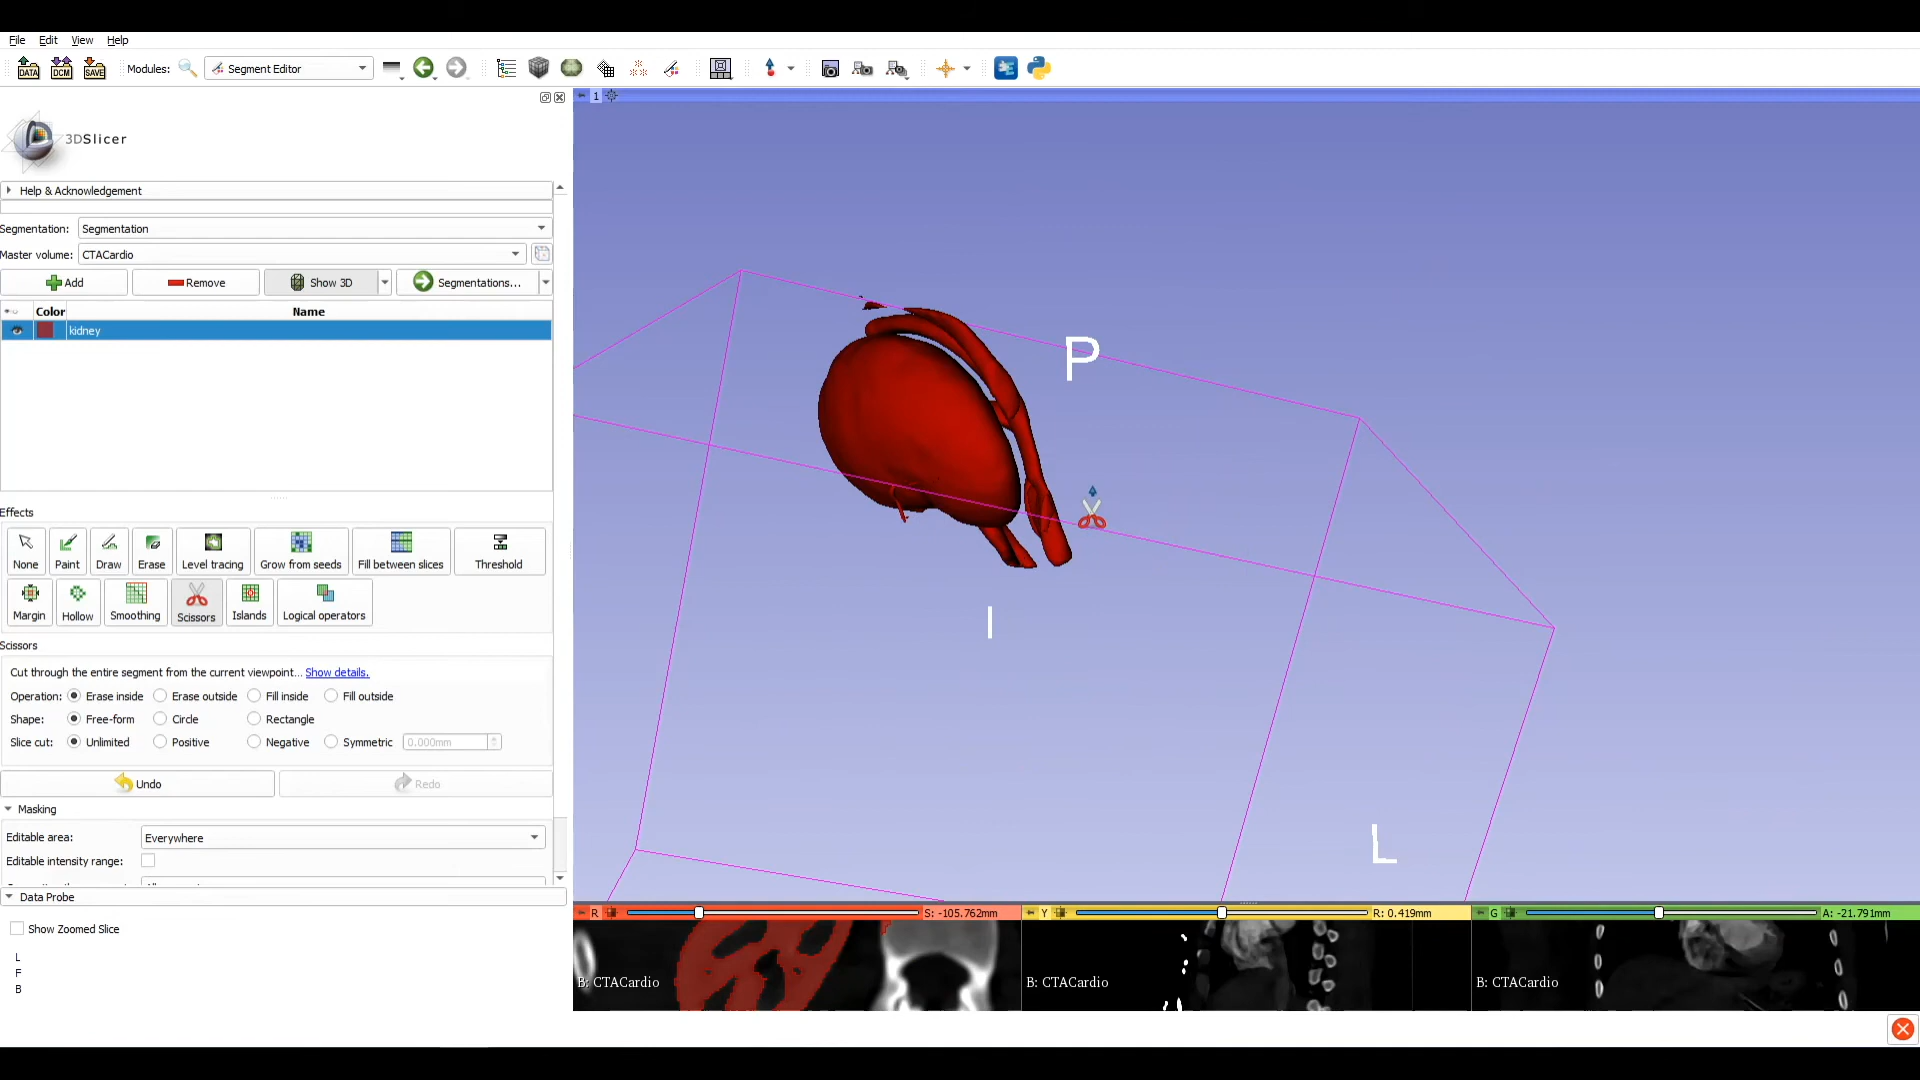 File Edit View Help
DATA DCM SAVE Modules: Segment Editor
1
3DSlicer
Help & Acknowledgement
Segmentation: Segmentation
Master volume: CTACardio
Add Remove Show 3D Segmentations...
Color Name
kidney
P
Effects
None Paint Draw Erase Level tracing Grow from seeds Fill between slices Threshold
Margin Hollow Smoothing Scissors Islands Logical operators
I
Scissors
Cut through the entire segment from the current viewpoint... Show details.
Operation: Erase inside Erase outside Fill inside Fill outside
Shape: Free-form Circle Rectangle
Slice cut: Unlimited Positive Negative Symmetric 0.000mm
Undo Redo
Masking
Editable area: Everywhere
L
Editable intensity range:
Data Probe
R S: -105.762mm Y R: 0.419mm G A: -21.791mm
Show Zoomed Slice
L
F
B
B: CTACardio B: CTACardio B: CTACardio